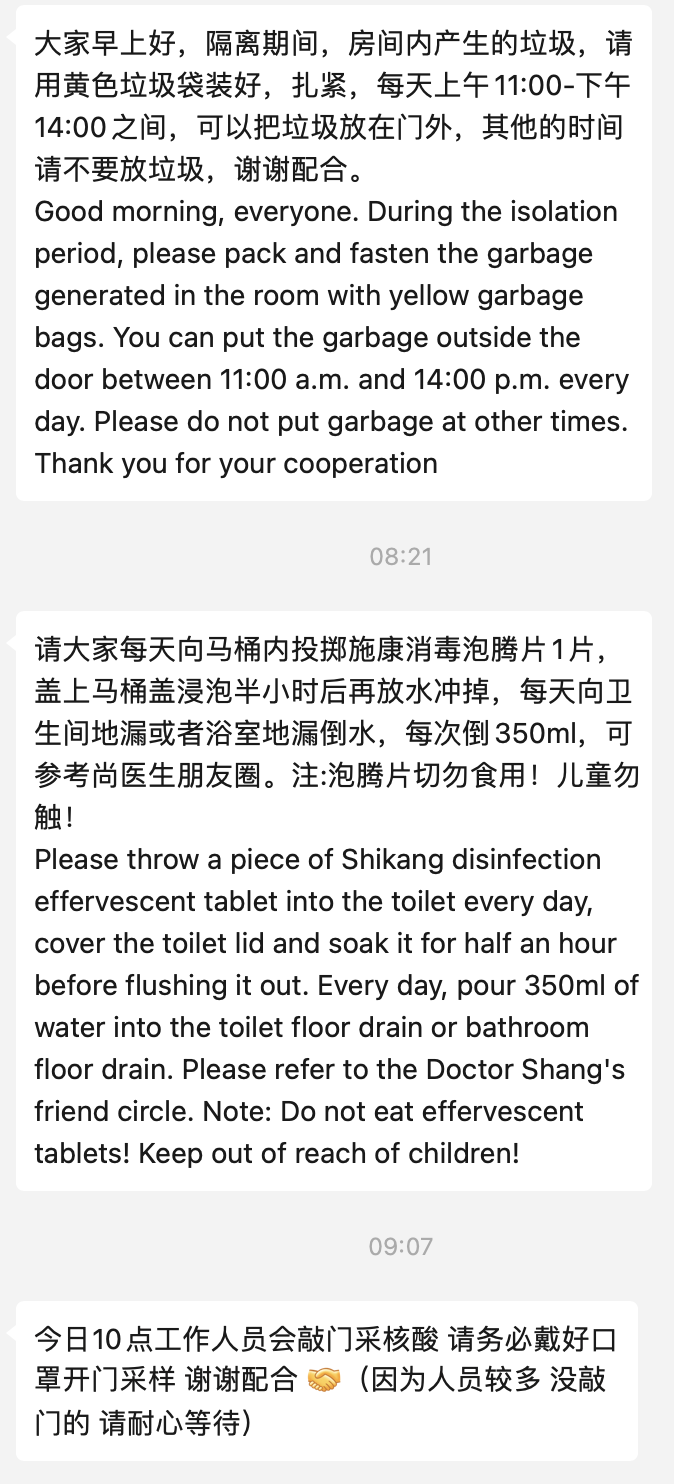 大家早上好，隔离期间，房间内产生的垃圾，请
用黄色垃圾袋装好，扎紧，每天上午11:00-下午
14:00之间，可以把垃圾放在门外，其他的时间
请不要放垃圾，谢谢配合。
Good morning, everyone. During the isolation
period, please pack and fasten the garbage
generated in the room with yellow garbage
bags. You can put the garbage outside the
door between 11:00 a.m. and 14:00 p.m. every
day. Please do not put garbage at other times.
Thank you for your cooperation
08:21
请大家每天向马桶内投掷施康消毒泡腾片1片，
盖上马桶盖浸泡半小时后再放水冲掉，每天向卫
生间地漏或者浴室地漏倒水，每次倒350ml，可
参考尚医生朋友圈。注:泡腾片切勿食用！儿童勿
触！
Please throw a piece of Shikang disinfection
effervescent tablet into the toilet every day,
cover the toilet lid and soak it for half an hour
before flushing it out. Every day, pour 350ml of
water into the toilet floor drain or bathroom
floor drain. Please refer to the Doctor Shang's
friend circle. Note: Do not eat effervescent
tablets! Keep out of reach of children!
09:07
今日10点工作人员会敲门采核酸 请务必戴好口
罩开门采样 谢谢配合 🤝（因为人员较多 没敲
门的 请耐心等待）